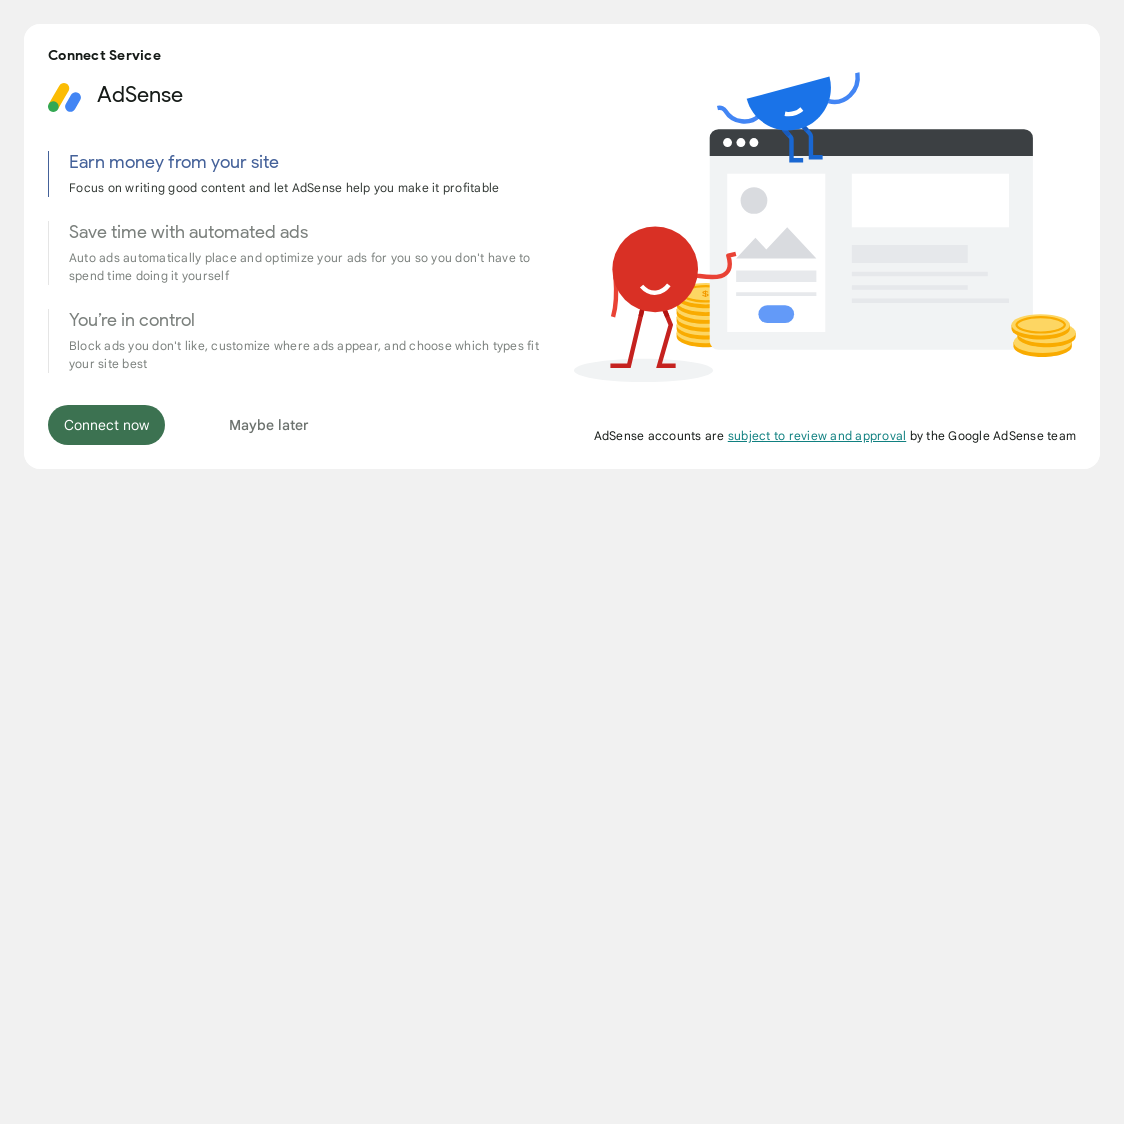 Connect Service
AdSense
Earn money from your site
Focus on writing good content and let AdSense help you make it profitable
Save time with automated ads
Auto ads automatically place and optimize your ads for you so you don't have to
spend time doing it yourself
You’re in control
Block ads you don't like, customize where ads appear, and choose which types fit
your site best
$
Connect now
Maybe later
AdSense accounts are subject to review and approval by the Google AdSense team